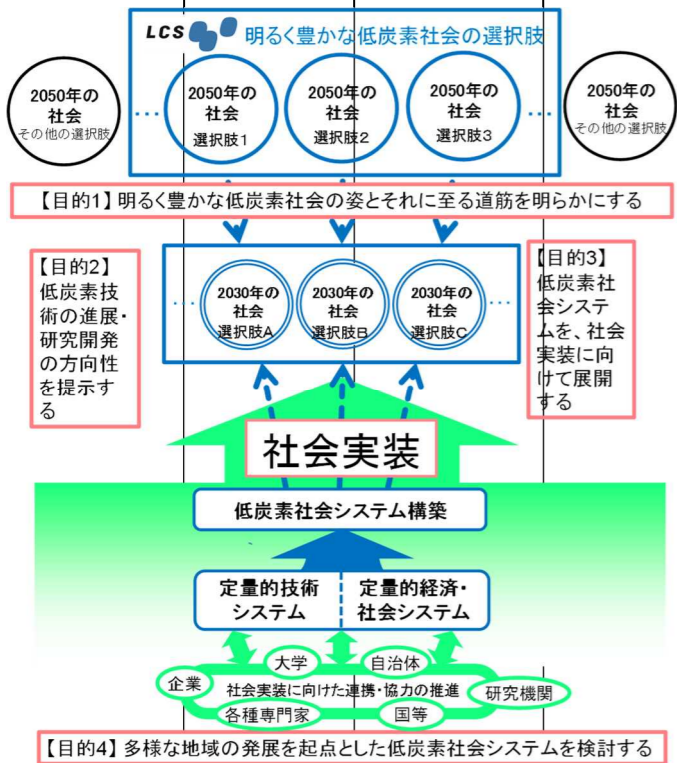 LCS 明るく豊かな低炭素社会の選択肢
2050年の
社会
その他の選択肢
…
2050年の
社会
選択肢1
2050年の
社会
選択肢2
2050年の
社会
選択肢3
…
2050年の
社会
その他の選択肢
【目的1】明るく豊かな低炭素社会の姿とそれに至る道筋を明らかにする
【目的2】
低炭素技
術の進展・
研究開発
の方向性
を提示す
る
…
2030年の
社会
選択肢A
2030年の
社会
選択肢B
2030年の
社会
選択肢C
…
【目的3】
低炭素社
会システ
ムを、社会
実装に向
けて展開
する
社会実装
低炭素社会システム構築
定量的技術
システム
定量的経済・
社会システム
大学
自治体
企業
社会実装に向けた連携・協力の推進
研究機関
各種専門家
国等
【目的4】多様な地域の発展を起点とした低炭素社会システムを検討する